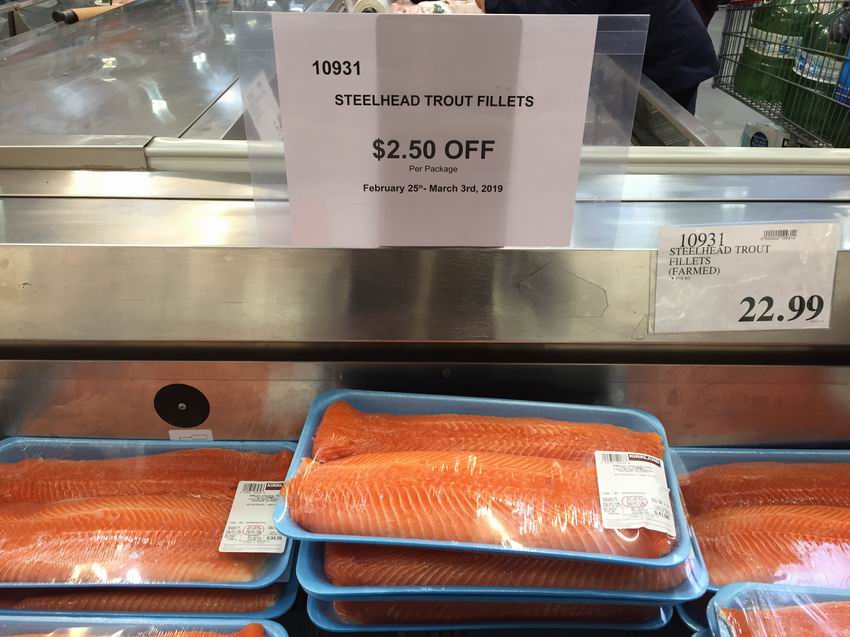 10931
STEELHEAD TROUT FILLETS
$2.50 OFF
Per Package
February 25th- March 3rd, 2019
10931
STEELHEAD TROUT
FILLETS
(FARMED)
22.99
KIRKLAND